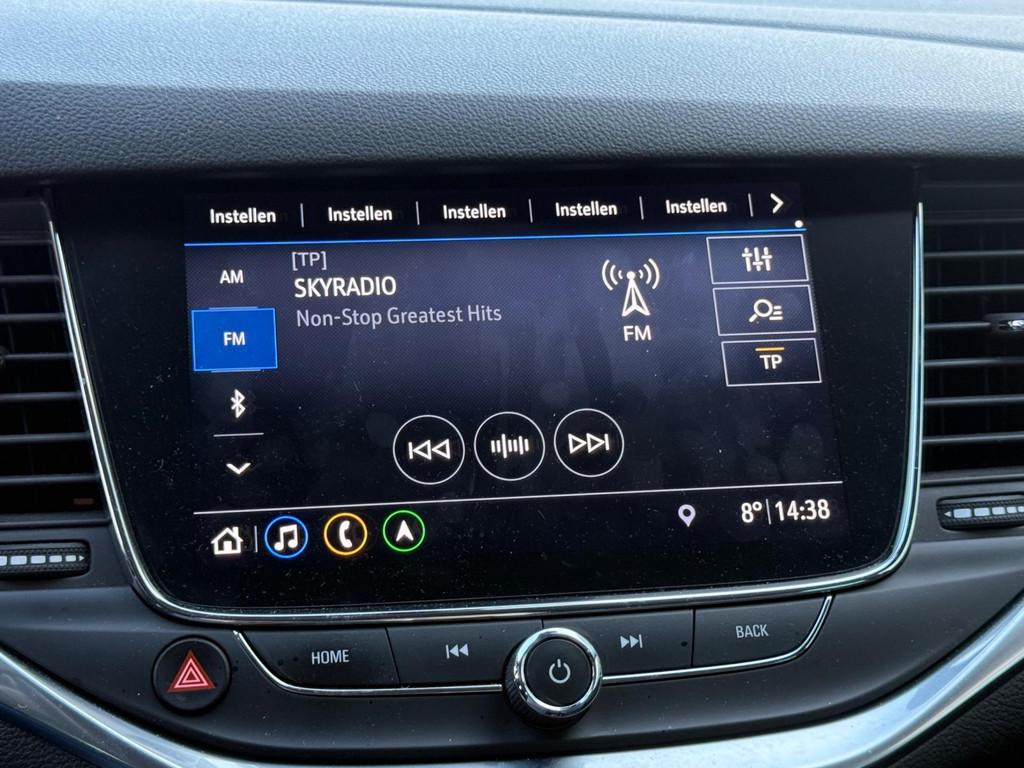 Instellen | Instellen | Instellen | Instellen | Instellen |
AM
[TP]
SKYRADIO
Non-Stop Greatest Hits
FM
FM
TP
8° | 14:38
HOME
BACK